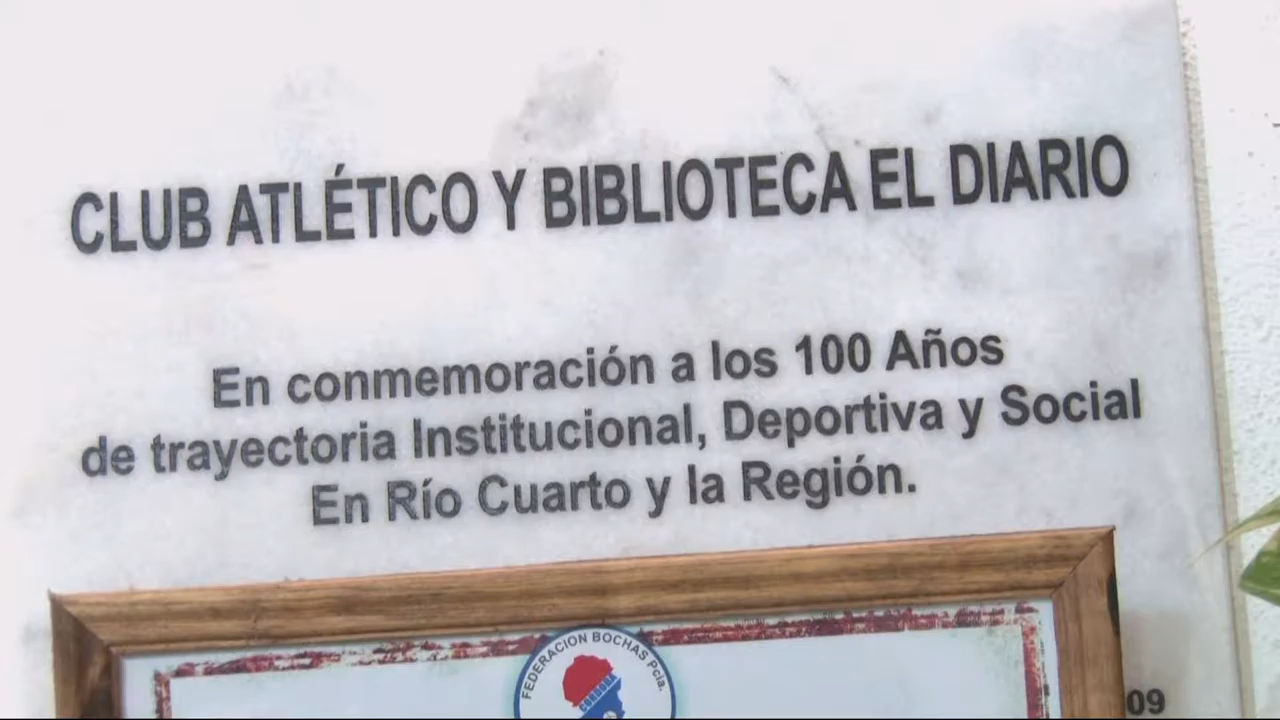 CLUB ATLÉTICO Y BIBLIOTECA EL DIARIO
En conmemoración a los 100 Años
de trayectoria Institucional, Deportiva y Social
En Río Cuarto y la Región.
FEDERACION BOCHAS Pcia.
CORDOBA
09